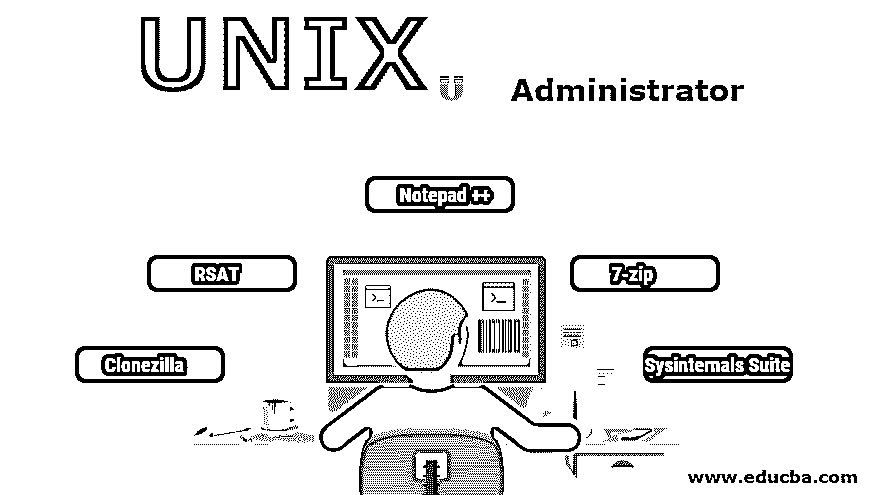 UNIX
Administrator
Notepad ++
RSAT
7-zip
Clonezilla
Sysinternals Suite
www.educba.com